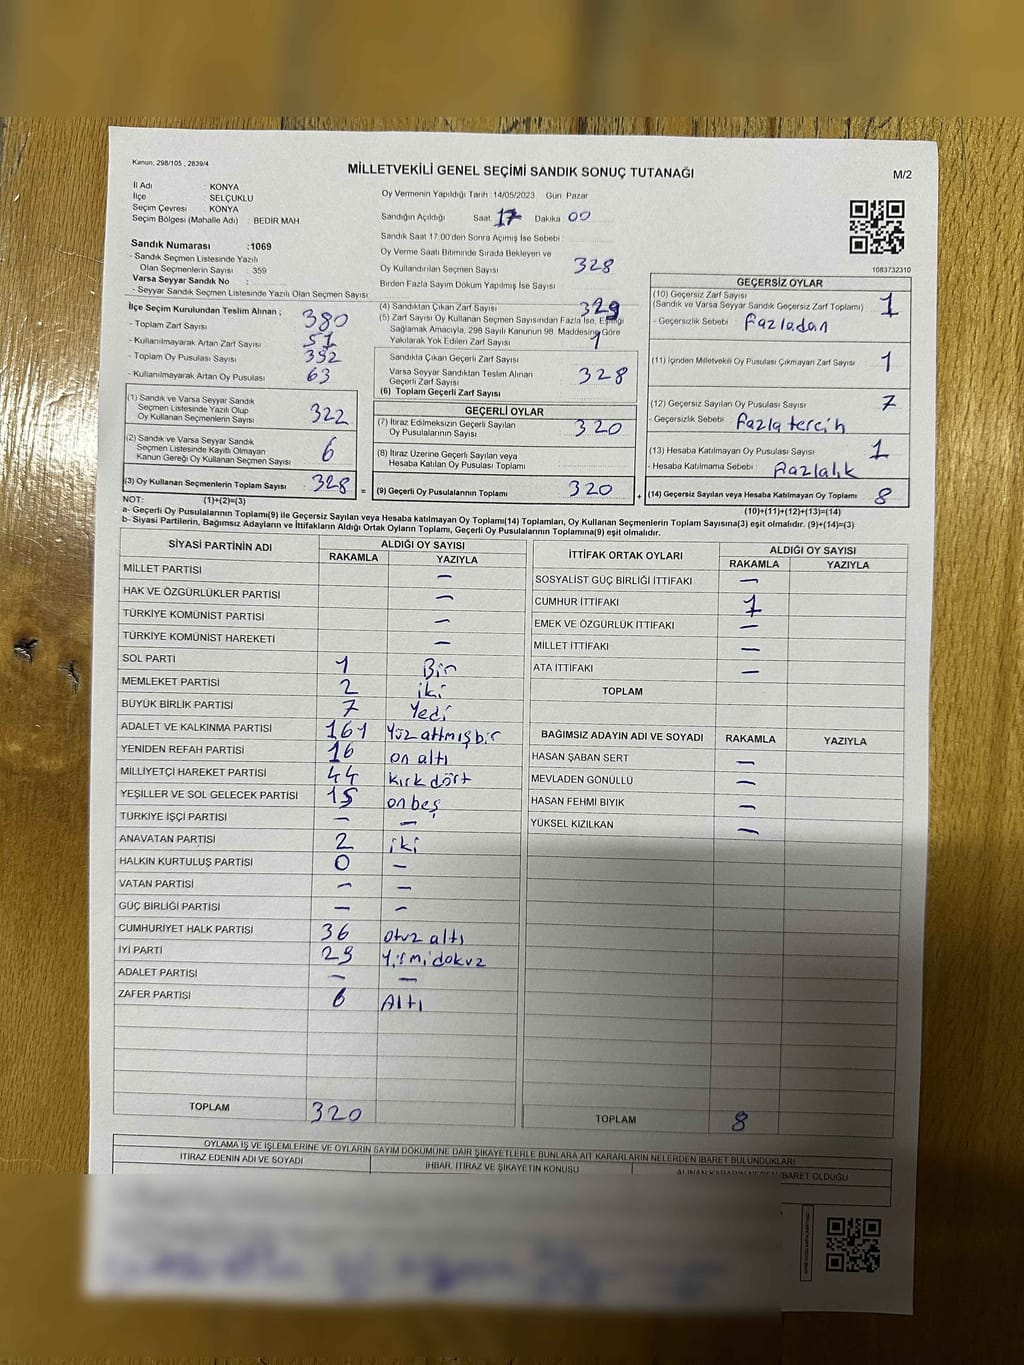 Kanun, 298/105 , 2839/4
MİLLETVEKİLİ GENEL SEÇİMİ SANDIK SONUÇ TUTANAĞI
M/2
İl Adı : KONYA
İlçe : SELÇUKLU
Seçim Çevresi : KONYA
Seçim Bölgesi (Mahalle Adı) : BEDİR MAH
Sandık Numarası :1069
- Sandık Seçmen Listesinde Yazılı
Olan Seçmenlerin Sayısı : 359
Varsa Seyyar Sandık No :
- Seyyar Sandık Seçmen Listesinde Yazılı Olan Seçmen Sayısı
İlçe Seçim Kurulundan Teslim Alınan ;
- Toplam Zarf Sayısı 380
- Kullanılmayarak Artan Zarf Sayısı 51
- Toplam Oy Pusulası Sayısı 392
- Kullanılmayarak Artan Oy Pusulası 63
(1) Sandık ve Varsa Seyyar Sandık
Seçmen Listesinde Yazılı Olup
Oy Kullanan Seçmenlerin Sayısı 322
(2) Sandık ve Varsa Seyyar Sandık
Seçmen Listesinde Kayıtlı Olmayan
Kanun Gereği Oy Kullanan Seçmen Sayısı 6
(3) Oy Kullanan Seçmenlerin Toplam Sayısı 328 =
Oy Vermenin Yapıldığı Tarih :14/05/2023 Gün: Pazar
Sandığın Açıldığı Saat 17 Dakika 00
Sandık Saat 17.00'den Sonra Açımış İse Sebebi :
Oy Verme Saati Bitiminde Sırada Bekleyen ve
Oy Kullandırılan Seçmen Sayısı 328
Birden Fazla Sayım Döküm Yapılmış İse Sayısı
(4) Sandıktan Çıkan Zarf Sayısı 329
(5) Zarf Sayısı Oy Kullanan Seçmen Sayısından Fazla İse, Eşitliği
Sağlamak Amacıyla, 298 Sayılı Kanunun 98. Maddesine Göre
Yakılarak Yok Edilen Zarf Sayısı 1
Sandıkta Çıkan Geçerli Zarf Sayısı
Varsa Seyyar Sandıktan Teslim Alınan
Geçerli Zarf Sayısı 328
(6) Toplam Geçerli Zarf Sayısı
GEÇERLİ OYLAR
(7) İtiraz Edilmeksizin Geçerli Sayılan
Oy Pusulalarının Sayısı 320
(8) İtiraz Üzerine Geçerli Sayılan veya
Hesaba Katılan Oy Pusulası Toplamı
(9) Geçerli Oy Pusulalarının Toplamı 320 +
1083732310
GEÇERSİZ OYLAR
(10) Geçersiz Zarf Sayısı
(Sandık ve Varsa Seyyar Sandık Geçersiz Zarf Toplamı) 1
- Geçersizlik Sebebi Fazladan
(11) İçinden Milletvekili Oy Pusulası Çıkmayan Zarf Sayısı 1
(12) Geçersiz Sayılan Oy Pusulası Sayısı 7
- Geçersizlik Sebebi Fazla tercih
(13) Hesaba Katılmayan Oy Pusulası Sayısı 1
- Hesaba Katılmama Sebebi Fazlalık
(14) Geçersiz Sayılan veya Hesaba Katılmayan Oy Toplamı 8
NOT: (1)+(2)=(3)
(10)+(11)+(12)+(13)=(14)
a- Geçerli Oy Pusulasının Toplamı(9) ile Geçersiz Sayılan veya Hesaba katılmayan Oy Toplamı(14) Toplamları, Oy Kullanan Seçmenlerin Toplam Sayısına(3) eşit olmalıdır. (9)+(14)=(3)
b- Siyasi Partilerin, Bağımsız Adayların ve İttifakların Aldığı Ortak Oyların Toplamı, Geçerli Oy Pusulalarının Toplamına(9) eşit olmalıdır.
SİYASİ PARTİNİN ADI ALDIĞI OY SAYISI
RAKAMLA YAZIYLA
MİLLET PARTİSİ —
HAK VE ÖZGÜRLÜKLER PARTİSİ —
TÜRKİYE KOMÜNİST PARTİSİ —
TÜRKİYE KOMÜNİST HAREKETİ —
SOL PARTİ 1 Bir
MEMLEKET PARTİSİ 2 iki
BÜYÜK BİRLİK PARTİSİ 7 Yedi
ADALET VE KALKINMA PARTİSİ 161 Yüz altmış bir
YENİDEN REFAH PARTİSİ 16 on altı
MİLLİYETÇİ HAREKET PARTİSİ 44 kırk dört
YEŞİLLER VE SOL GELECEK PARTİSİ 15 on beş
TÜRKİYE İŞÇİ PARTİSİ — —
ANAVATAN PARTİSİ 2 iki
HALKIN KURTULUŞ PARTİSİ 0 —
VATAN PARTİSİ — —
GÜÇ BİRLİĞİ PARTİSİ — —
CUMHURİYET HALK PARTİSİ 36 otuz altı
İYİ PARTİ 29 Yirmi dokuz
ADALET PARTİSİ — —
ZAFER PARTİSİ 6 Altı
TOPLAM 320
İTTİFAK ORTAK OYLARI ALDIĞI OY SAYISI
RAKAMLA YAZIYLA
SOSYALİST GÜÇ BİRLİĞİ İTTİFAKI —
CUMHUR İTTİFAKI 1
EMEK VE ÖZGÜRLÜK İTTİFAKI —
MİLLET İTTİFAKI —
ATA İTTİFAKI —
TOPLAM
BAĞIMSIZ ADAYIN ADI VE SOYADI RAKAMLA YAZIYLA
HASAN ŞABAN SERT —
MEVLADEN GÖNÜLLÜ —
HASAN FEHMİ BIYIK —
YÜKSEL KIZILKAN —
TOPLAM 8
OYLAMA İŞ VE İŞLEMLERİNE VE OYLARIN SAYIM DÖKÜMÜNE DAİR ŞİKAYETLERLE BUNLARA AİT KARARLARIN NELERDEN İBARET BULUNDUKLARI
İTİRAZ EDENİN ADI VE SOYADI İHBAR, İTİRAZ VE ŞİKAYETİN KONUSU ALINAN KARARIN NEDEN İBARET OLDUĞU